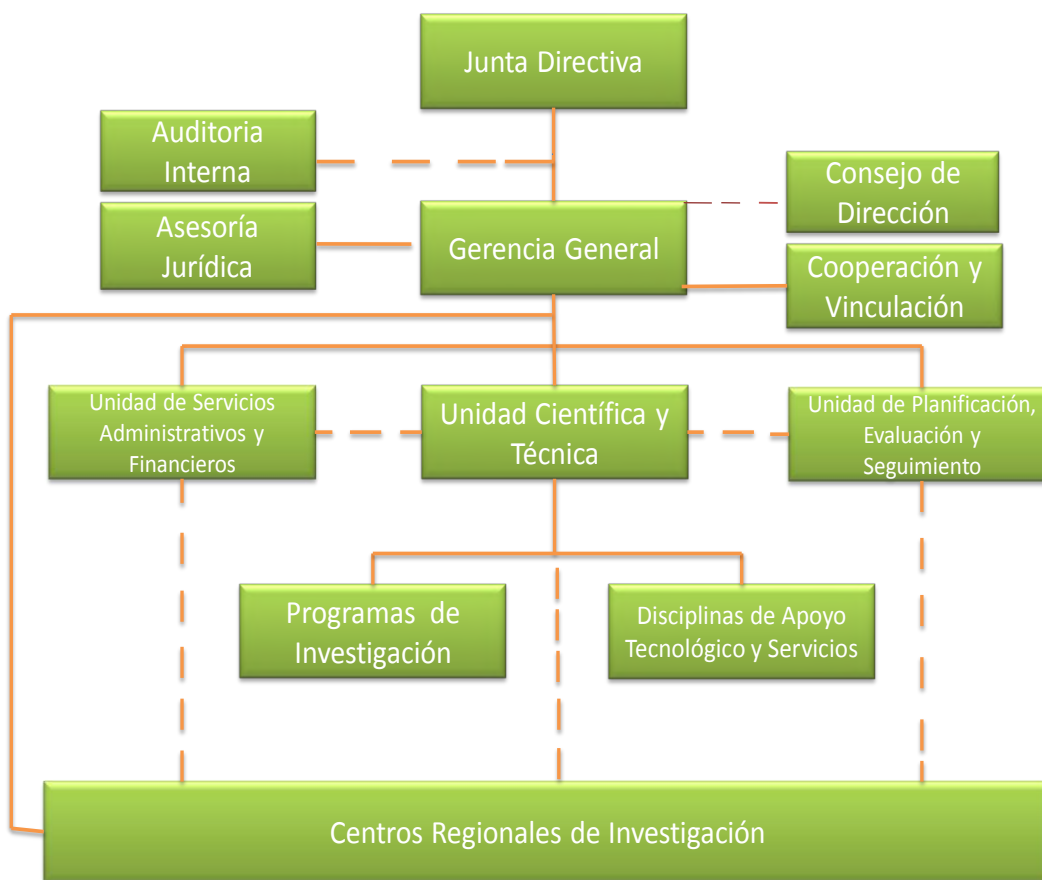 Junta Directiva
Auditoria
Interna
Consejo de
Dirección
Asesoría
Jurídica
Gerencia General
Cooperación y
Vinculación
Unidad de Servicios
Administrativos y
Financieros
Unidad Científica y
Técnica
Unidad de Planificación,
Evaluación y
Seguimiento
Programas de
Investigación
Disciplinas de Apoyo
Tecnológico y Servicios
Centros Regionales de Investigación